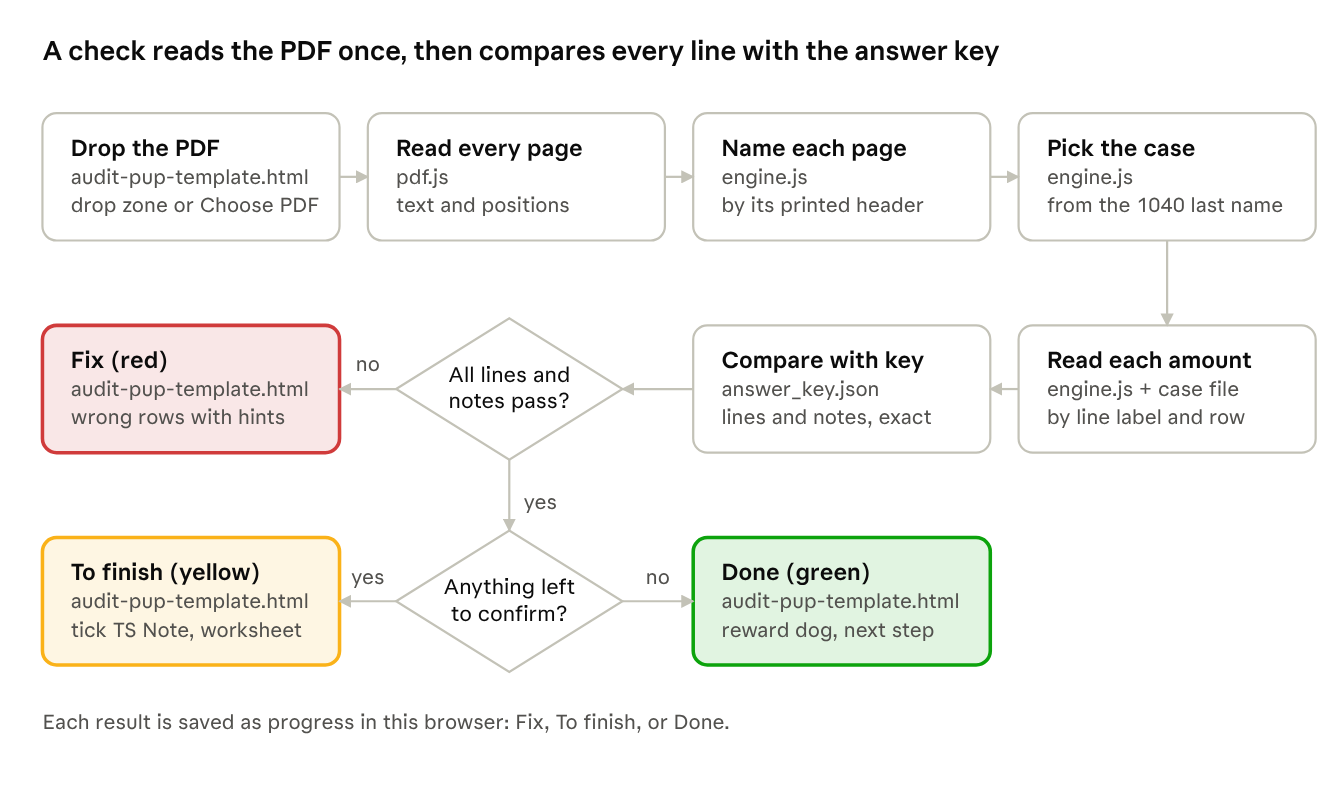 A check reads the PDF once, then compares every line with the answer key
Drop the PDF
audit-pup-template.html
drop zone or Choose PDF
Read every page
pdf.js
text and positions
Name each page
engine.js
by its printed header
Pick the case
engine.js
from the 1040 last name
Fix (red)
audit-pup-template.html
wrong rows with hints
no
All lines and
notes pass?
Compare with key
answer_key.json
lines and notes, exact
Read each amount
engine.js + case file
by line label and row
yes
To finish (yellow)
audit-pup-template.html
tick TS Note, worksheet
yes
Anything left
to confirm?
no
Done (green)
audit-pup-template.html
reward dog, next step
Each result is saved as progress in this browser: Fix, To finish, or Done.